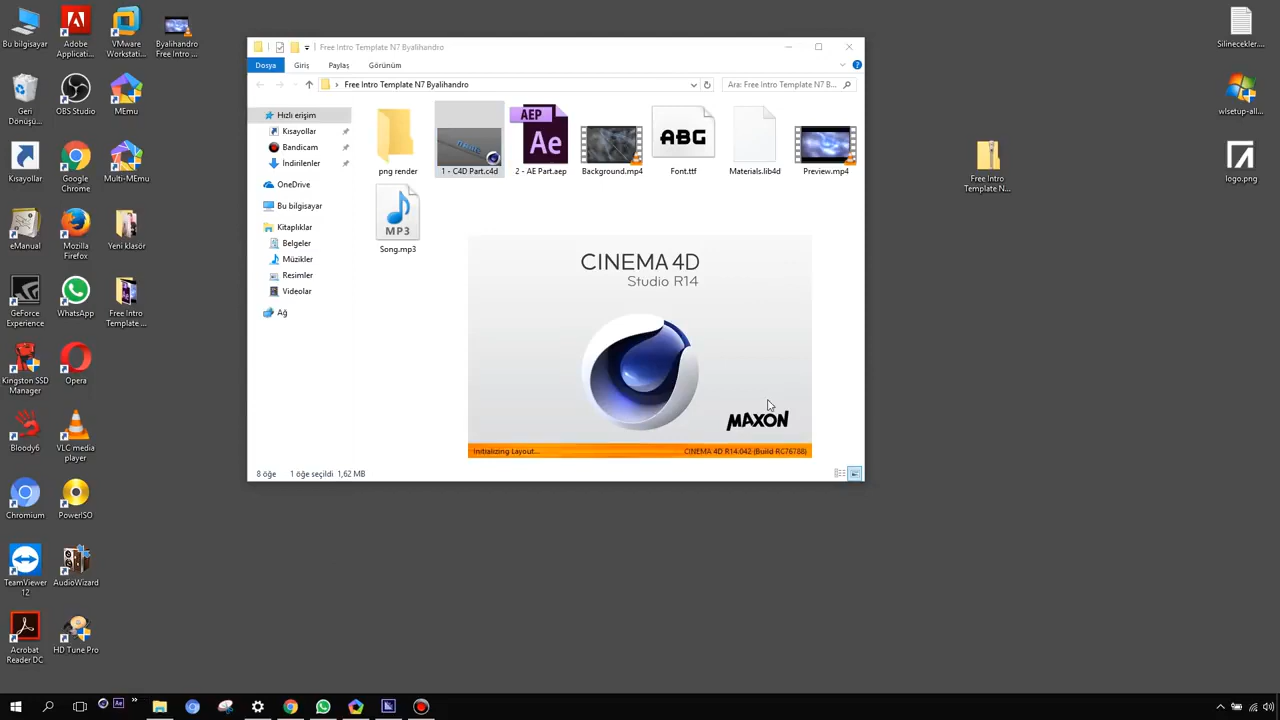 Free Intro Template N7 Byalihandro
Dosya
Giriş
Paylaş
Görünüm
Free Intro Template N7 Byalihandro
Ara: Free Intro Template N7 B...
Hızlı erişim
Kısayollar
Bandicam
İndirilenler
OneDrive
Bu bilgisayar
Kitaplıklar
Belgeler
Müzikler
Resimler
Videolar
Ağ
AEP
Ae
ABG
png render
1 - C4D Part.c4d
2 - AE Part.aep
Background.mp4
Font.ttf
Materials.lib4d
Preview.mp4
MP3
Song.mp3
CINEMA 4D
Studio R14
MAXON
Initializing Layout...
CINEMA 4D R14.042 (Build RC76788)
8 öğe
1 öğe seçildi 1,62 MB
Bu bilgisayar
Adobe
Applicati...
VMware
Workstati...
Byalihandro
Free Intro ...
Dönüşü...
OBS Studio
MEmu
Kısayollar
Google
Chrome
Multi-MEmu
eManual
Mozilla
Firefox
Yeni klasör
GeForce
Experience
WhatsApp
Free Intro
Template ...
Kingston SSD
Manager
Opera
Bloody6
VLC media
player
Chromium
PowerISO
TeamViewer
12
AudioWizard
Acrobat
Reader DC
HD Tune Pro
Free Intro
Template N...
Silinecekler...
wlsetup-all...
logo.png